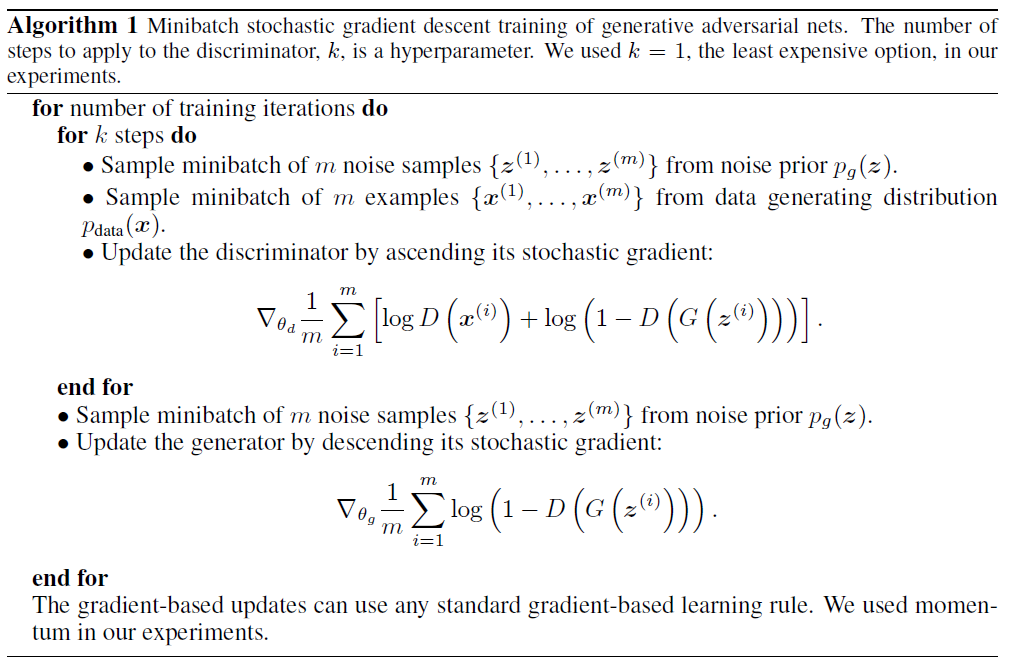 Algorithm 1 Minibatch stochastic gradient descent training of generative adversarial nets. The number of
steps to apply to the discriminator, k, is a hyperparameter. We used k = 1, the least expensive option, in our
experiments.
for number of training iterations do
for k steps do
• Sample minibatch of m noise samples {z^(1), . . . , z^(m)} from noise prior p_g(z).
• Sample minibatch of m examples {x^(1), . . . , x^(m)} from data generating distribution
p_data(x).
• Update the discriminator by ascending its stochastic gradient:
∇_θ_d 1/m ∑_{i=1}^{m} [log D (x^(i)) + log (1 − D (G (z^(i))))] .
end for
• Sample minibatch of m noise samples {z^(1), . . . , z^(m)} from noise prior p_g(z).
• Update the generator by descending its stochastic gradient:
∇_θ_g 1/m ∑_{i=1}^{m} log (1 − D (G (z^(i)))) .
end for
The gradient-based updates can use any standard gradient-based learning rule. We used momen-
tum in our experiments.